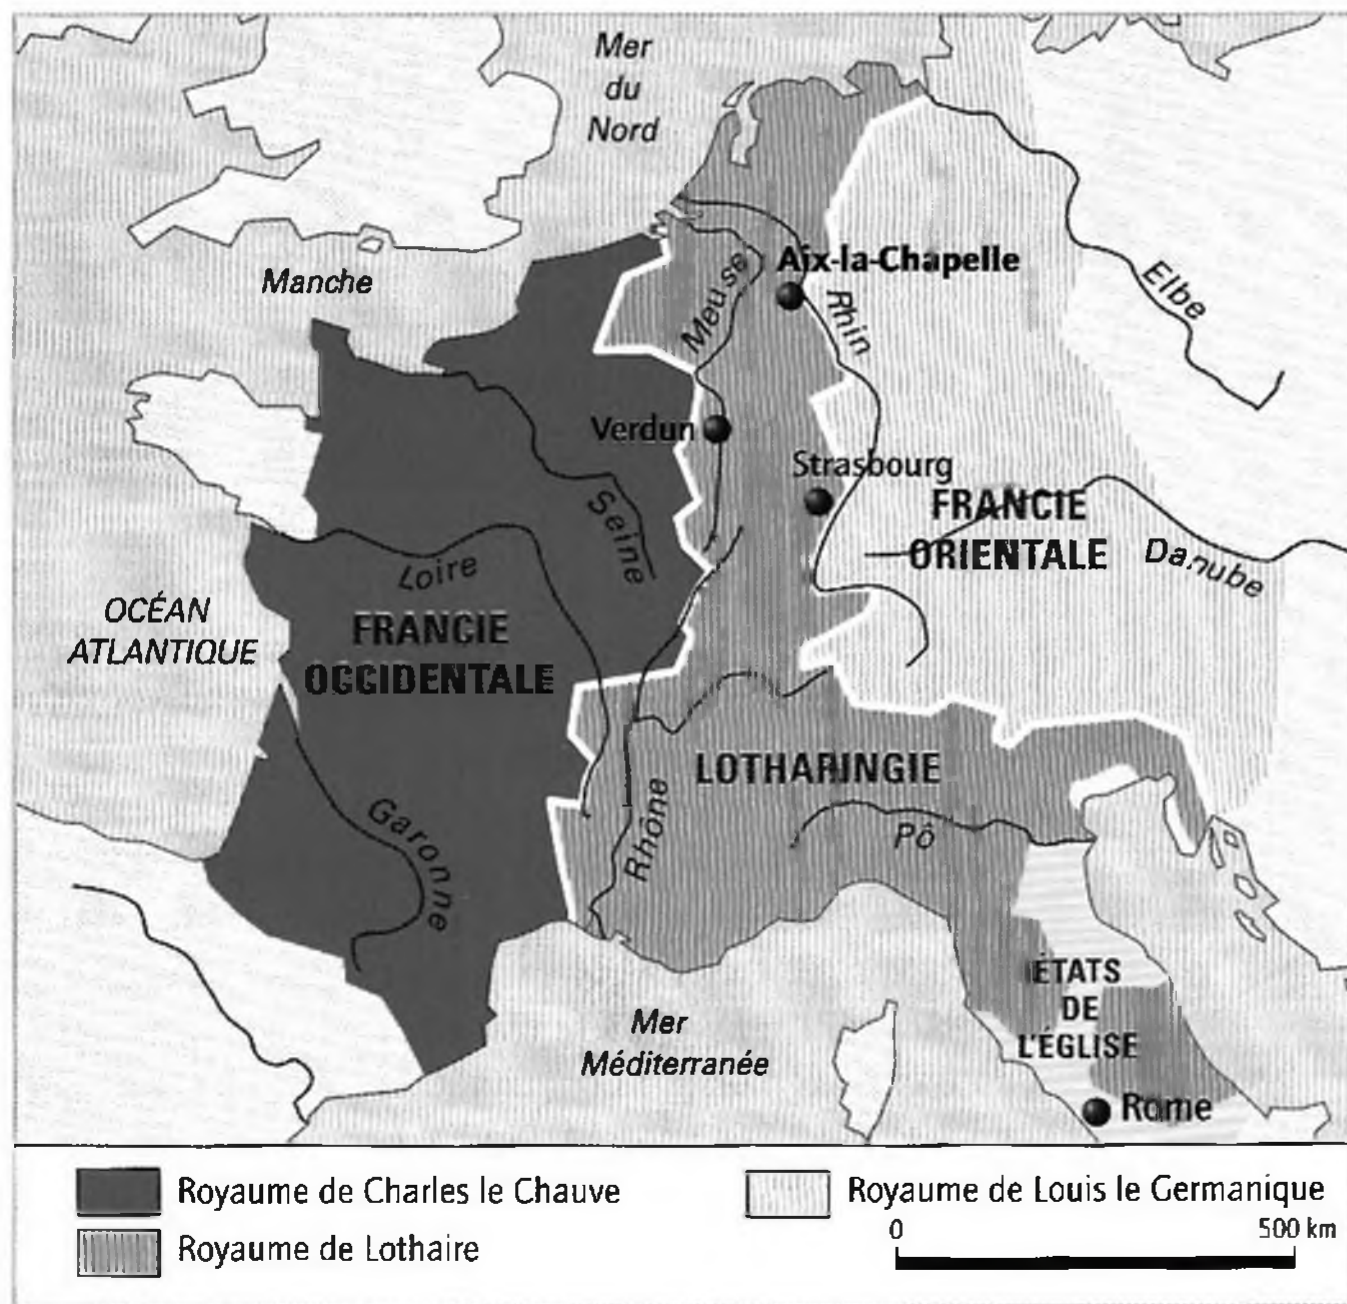 Mer
du
Nord
Manche
Meuse
Aix-la-Chapelle
Rhin
Elbe
Verdun
Strasbourg
Seine
Loire
FRANCIE
ORIENTALE
Danube
OCÉAN
ATLANTIQUE
FRANCIE
OCCIDENTALE
LOTHARINGIE
Garonne
Rhône
Pô
ÉTATS
DE
L'ÉGLISE
Mer
Méditerranée
Rome
Royaume de Charles le Chauve
Royaume de Lothaire
Royaume de Louis le Germanique
0 500 km